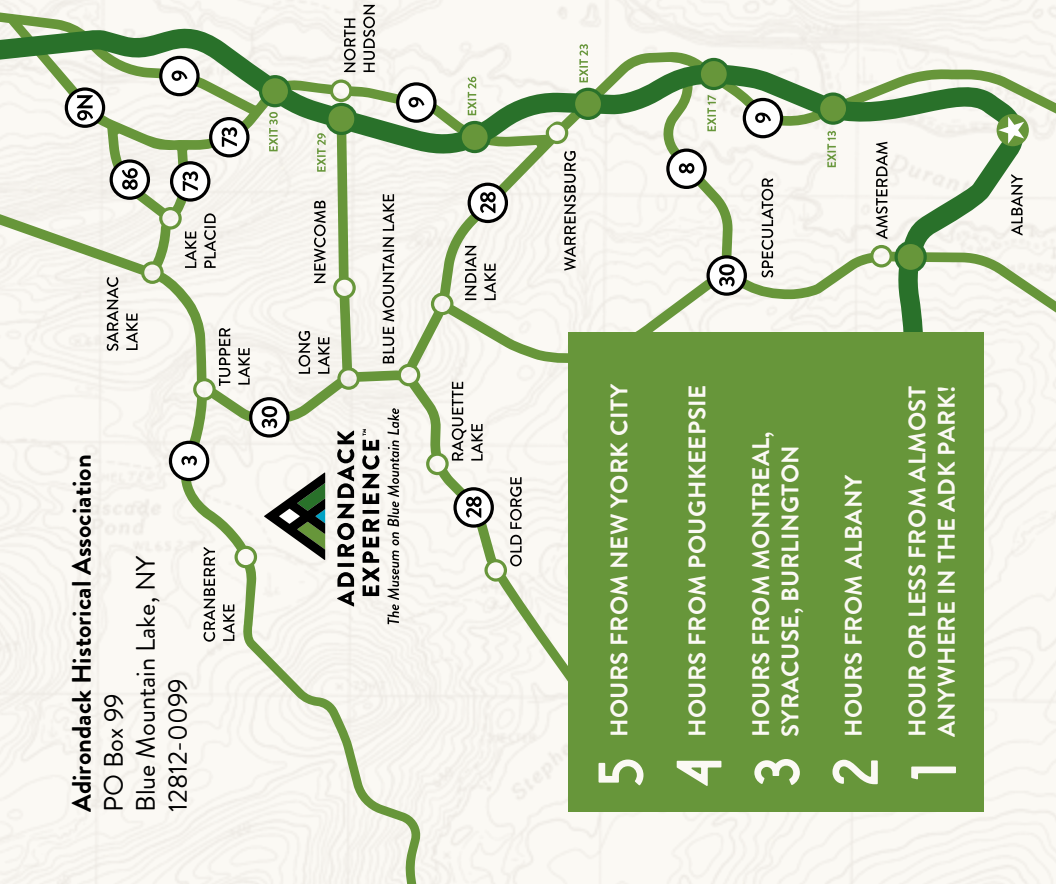 Adirondack Historical Association
PO Box 99
Blue Mountain Lake, NY
12812-0099
9N
86
73
9
73
3
SARANAC
LAKE
LAKE
PLACID
CRANBERRY
LAKE
TUPPER
LAKE
30
EXIT 30
EXIT 29
NORTH
HUDSON
LONG
LAKE
NEWCOMB
ADIRONDACK
EXPERIENCE™
The Museum on Blue Mountain Lake
BLUE MOUNTAIN LAKE
9
RAQUETTE
LAKE
INDIAN
LAKE
EXIT 26
28
28
OLD FORGE
WARRENSBURG
EXIT 23
8
EXIT 17
30
9
SPECULATOR
EXIT 13
AMSTERDAM
ALBANY
5 HOURS FROM NEW YORK CITY
4 HOURS FROM POUGHKEEPSIE
3 HOURS FROM MONTREAL,
SYRACUSE, BURLINGTON
2 HOURS FROM ALBANY
1 HOUR OR LESS FROM ALMOST
ANYWHERE IN THE ADK PARK!